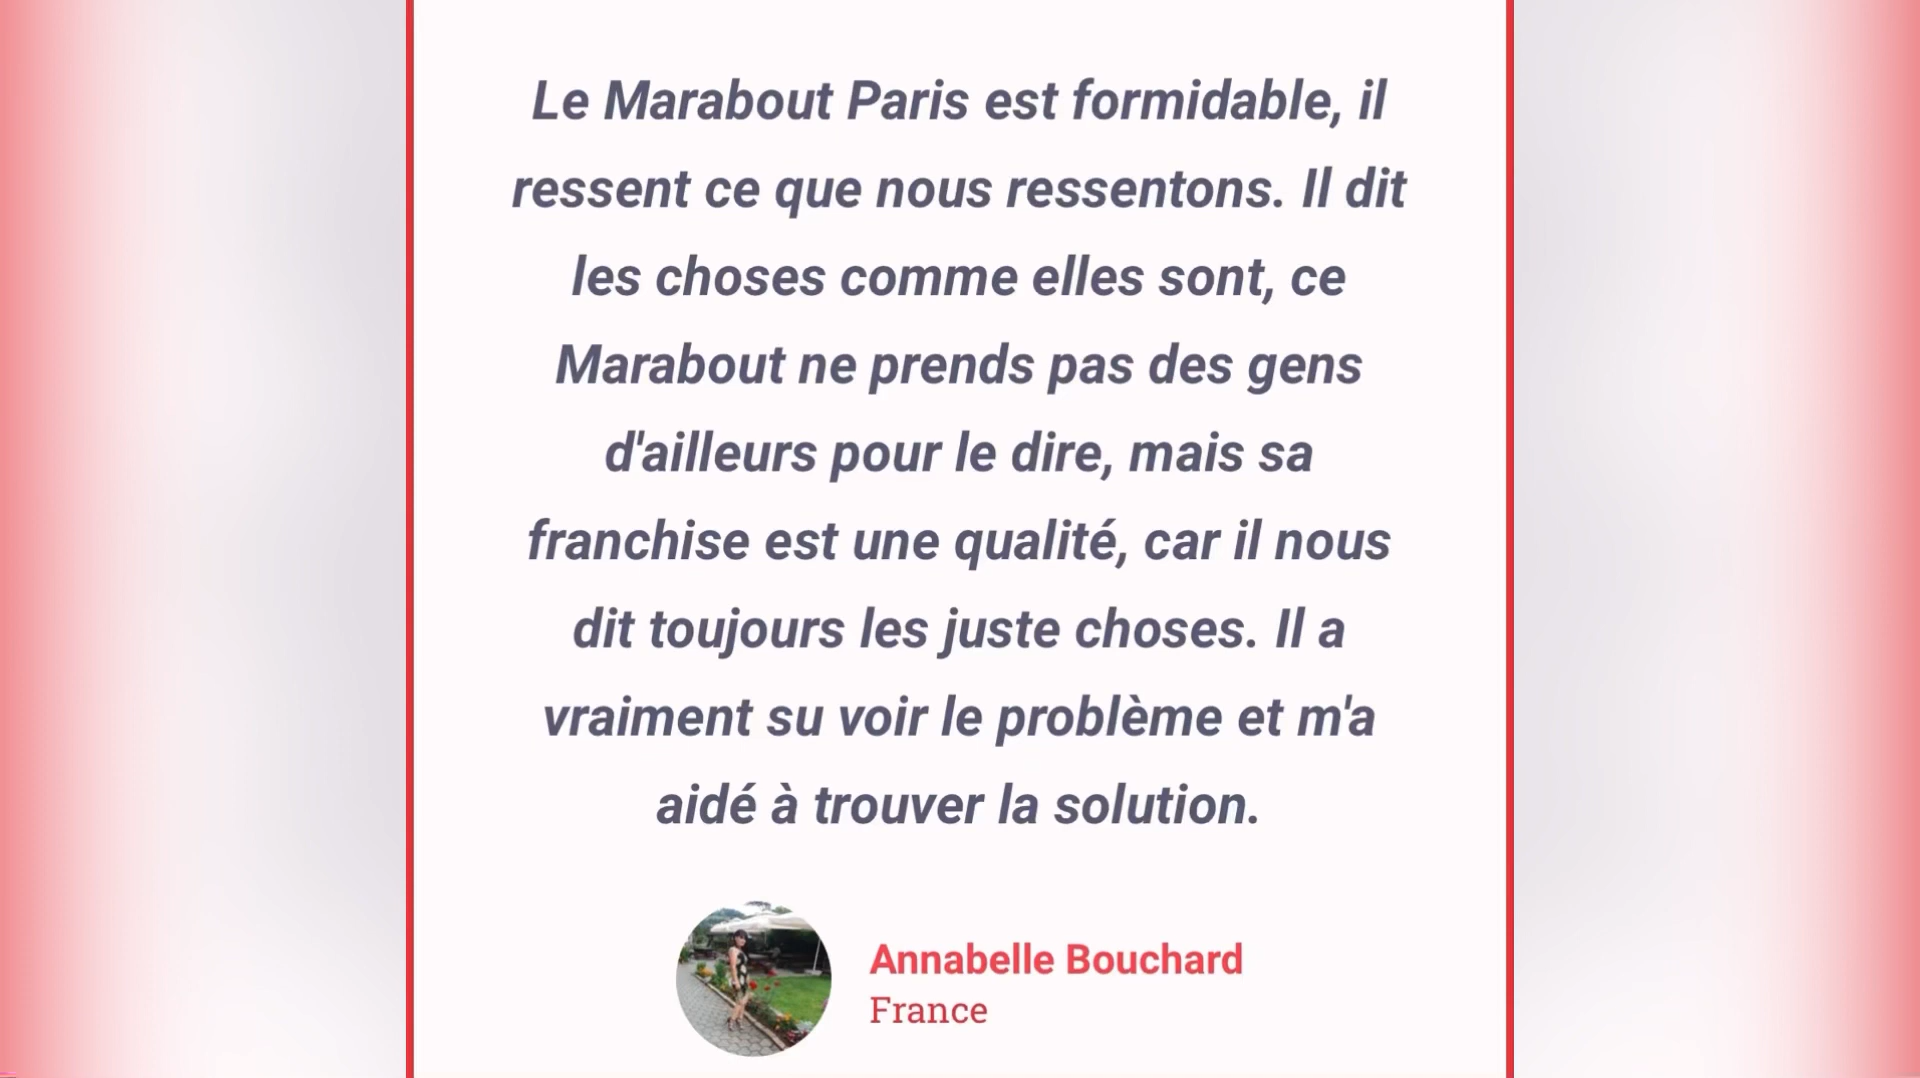 Le Marabout Paris est formidable, il
ressent ce que nous ressentons. Il dit
les choses comme elles sont, ce
Marabout ne prends pas des gens
d'ailleurs pour le dire, mais sa
franchise est une qualité, car il nous
dit toujours les juste choses. Il a
vraiment su voir le problème et m'a
aidé à trouver la solution.
Annabelle Bouchard
France